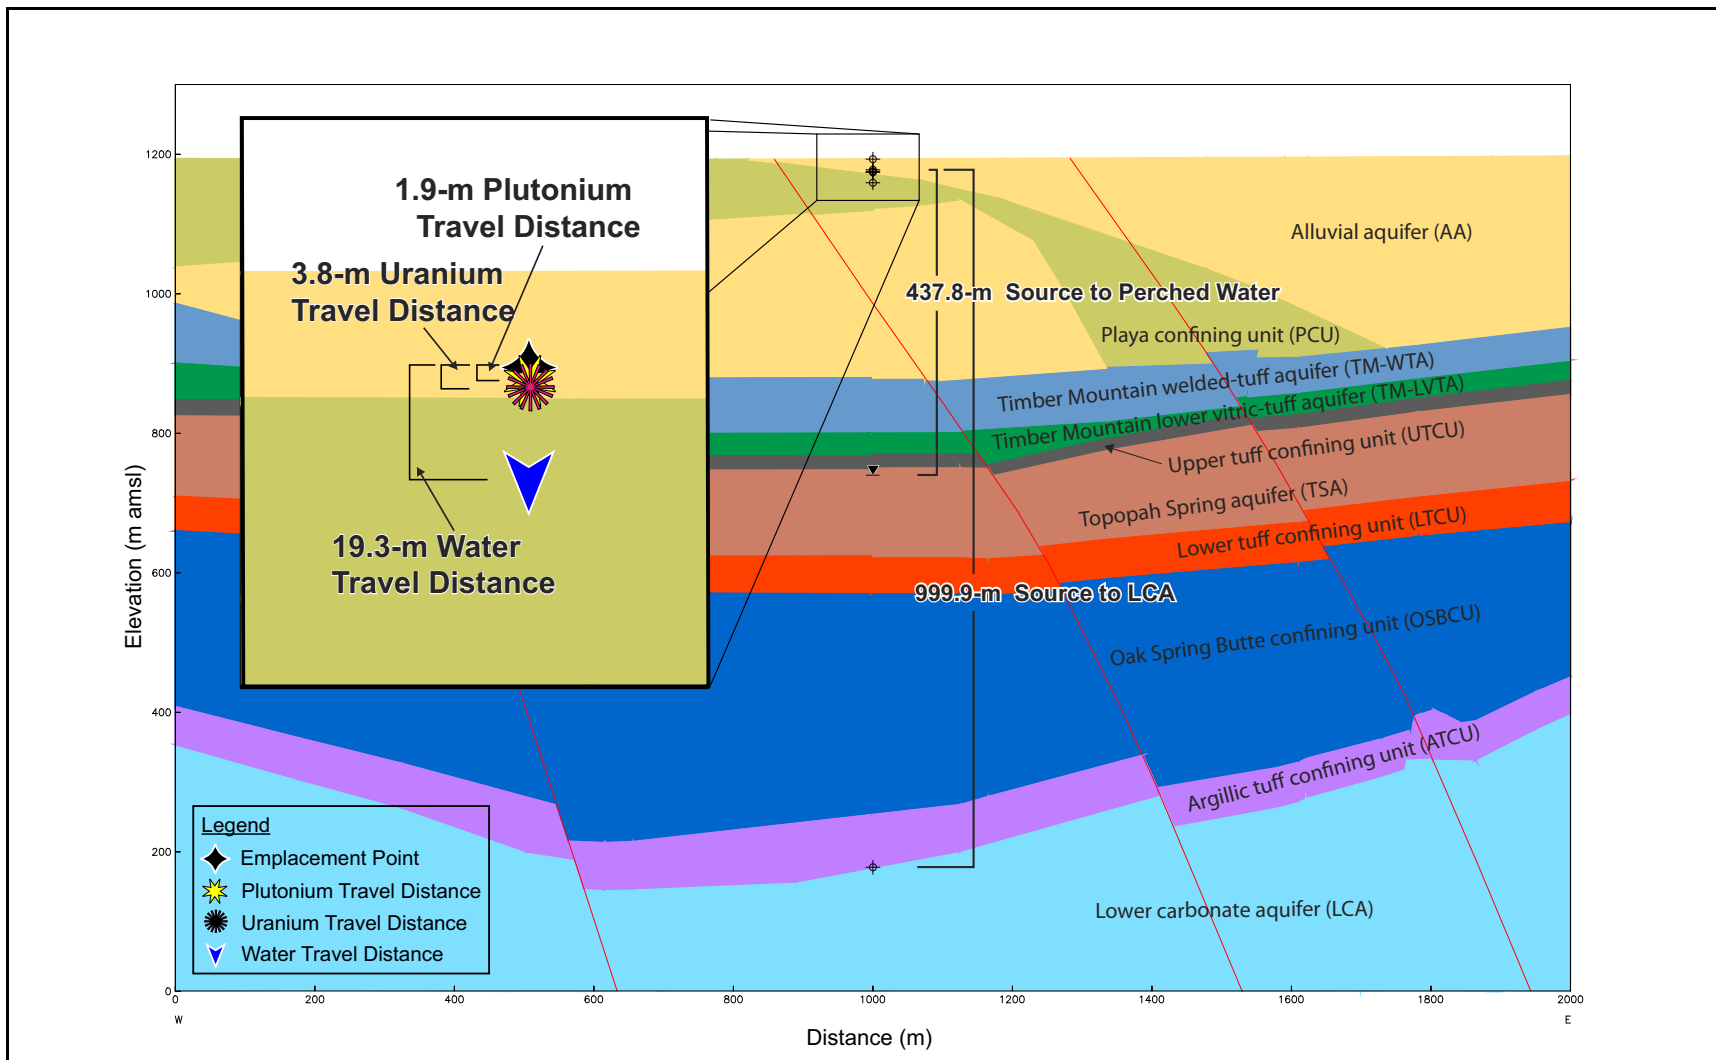 1.9-m Plutonium
Travel Distance
3.8-m Uranium
Travel Distance
19.3-m Water
Travel Distance
437.8-m Source to Perched Water
999.9-m Source to LCA
Alluvial aquifer (AA)
Playa confining unit (PCU)
Timber Mountain welded-tuff aquifer (TM-WTA)
Timber Mountain lower vitric-tuff aquifer (TM-LVTA)
Upper tuff confining unit (UTCU)
Topopah Spring aquifer (TSA)
Lower tuff confining unit (LTCU)
Oak Spring Butte confining unit (OSBCU)
Argillic tuff confining unit (ATCU)
Lower carbonate aquifer (LCA)
Legend
Emplacement Point
Plutonium Travel Distance
Uranium Travel Distance
Water Travel Distance
Elevation (m amsl)
1200
1000
800
600
400
200
0
0 200 400 600 800 1000 1200 1400 1600 1800 2000
W E
Distance (m)